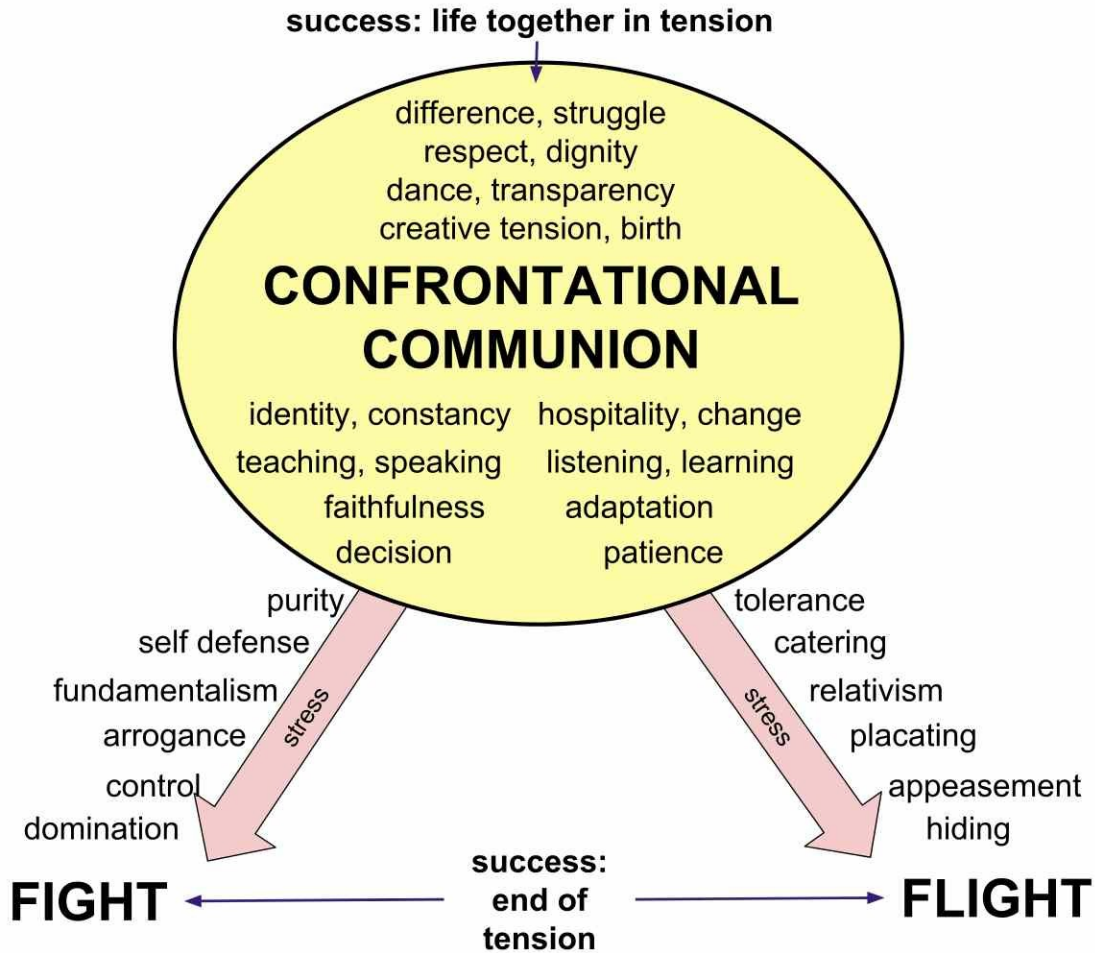 success: life together in tension
difference, struggle
respect, dignity
dance, transparency
creative tension, birth
CONFRONTATIONAL
COMMUNION
identity, constancy
teaching, speaking
faithfulness
decision
hospitality, change
listening, learning
adaptation
patience
purity
self defense
fundamentalism
arrogance
control
domination
stress
FIGHT
tolerance
catering
relativism
placating
appeasement
hiding
stress
FLIGHT
success:
end of
tension